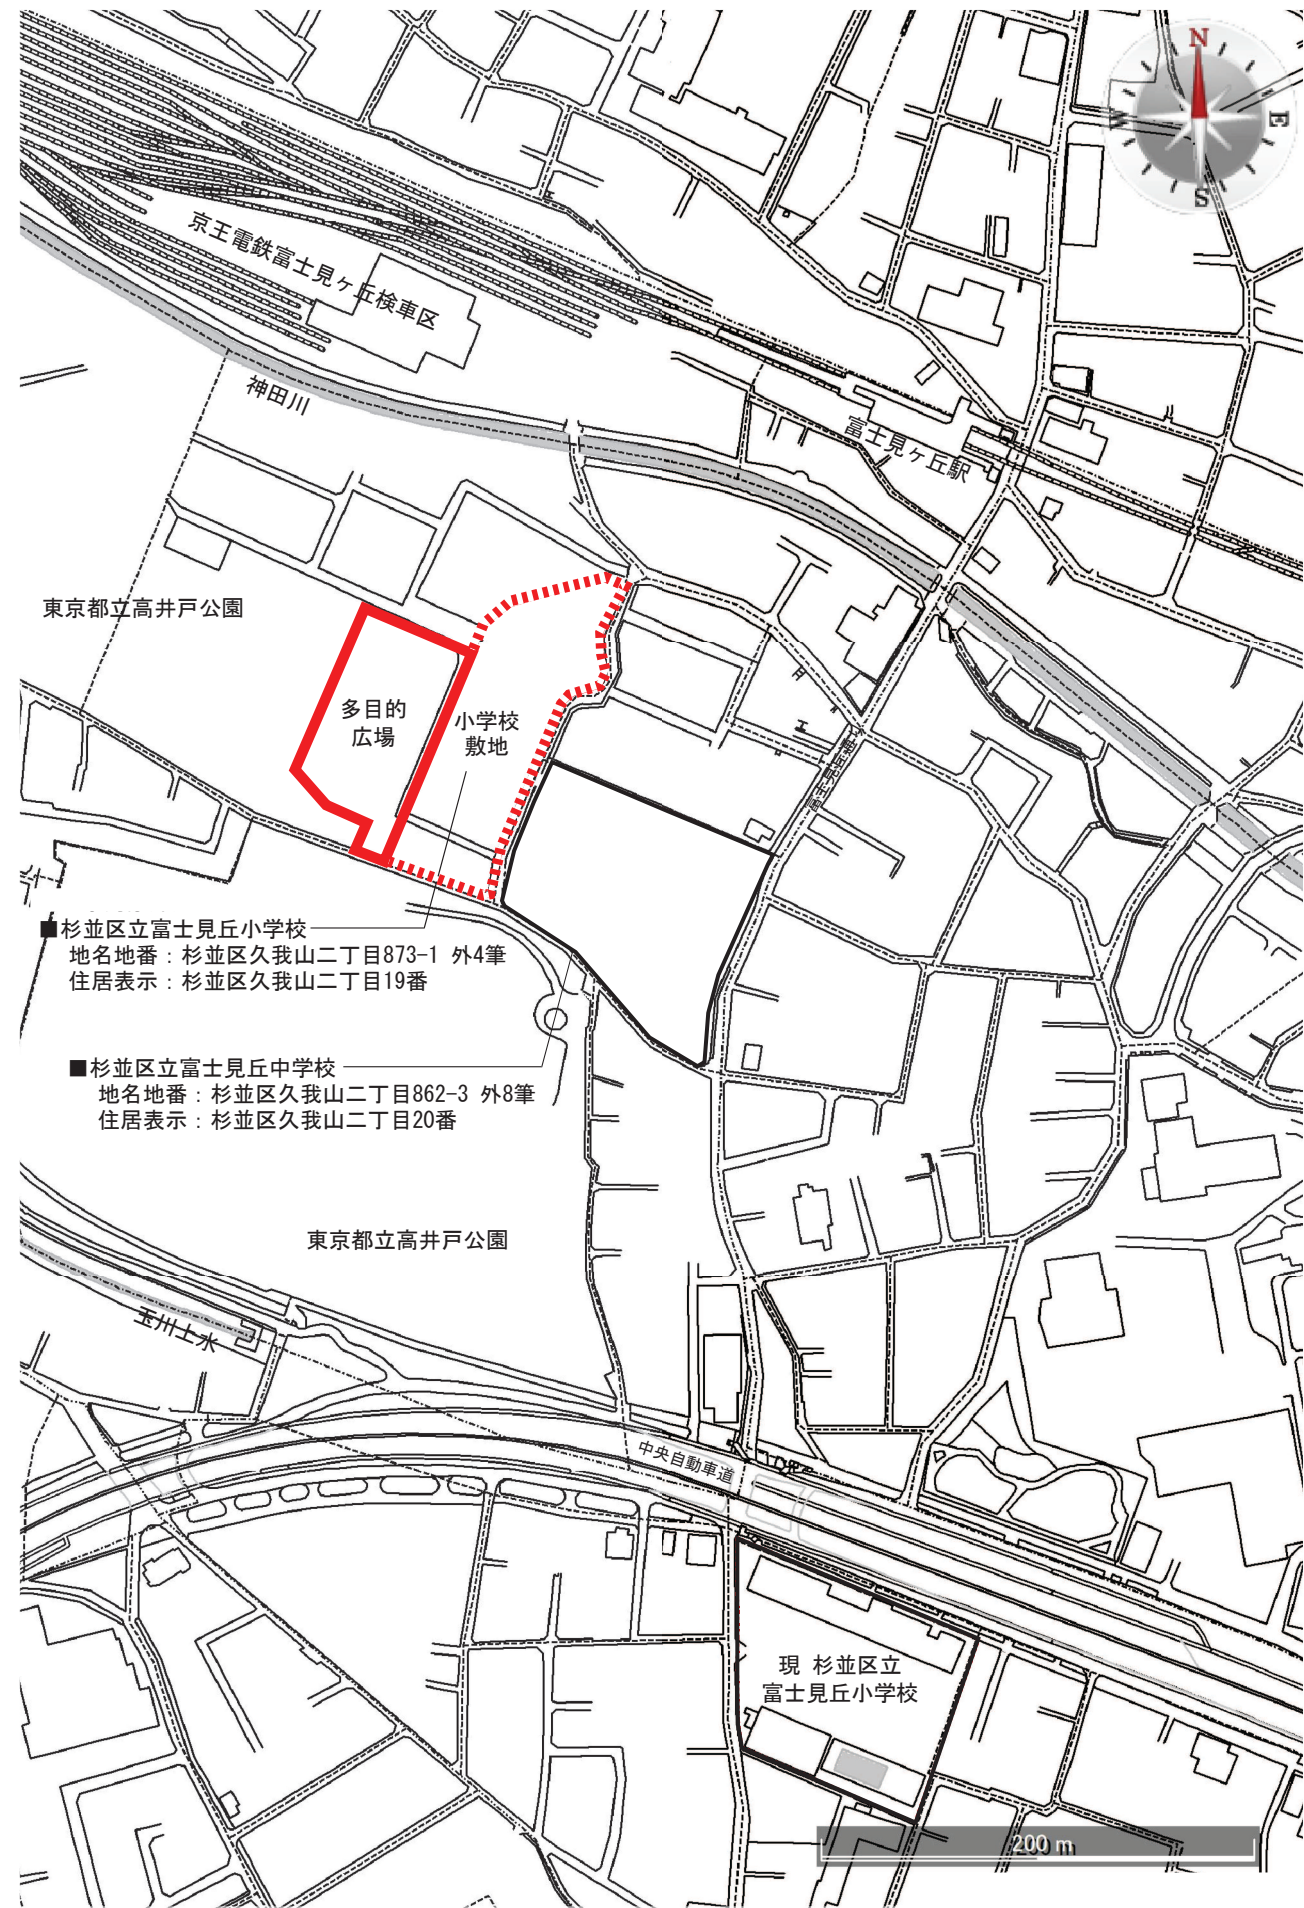 N
W
E
S
京王電鉄富士見ヶ丘検車区
神田川
富士見ヶ丘駅
東京都立高井戸公園
多目的
広場
小学校
敷地
■杉並区立富士見丘小学校
地名地番：杉並区久我山二丁目873-1 外4筆
住居表示：杉並区久我山二丁目19番
■杉並区立富士見丘中学校
地名地番：杉並区久我山二丁目862-3 外8筆
住居表示：杉並区久我山二丁目20番
東京都立高井戸公園
玉川上水
中央自動車道
現 杉並区立
富士見丘小学校
200 m